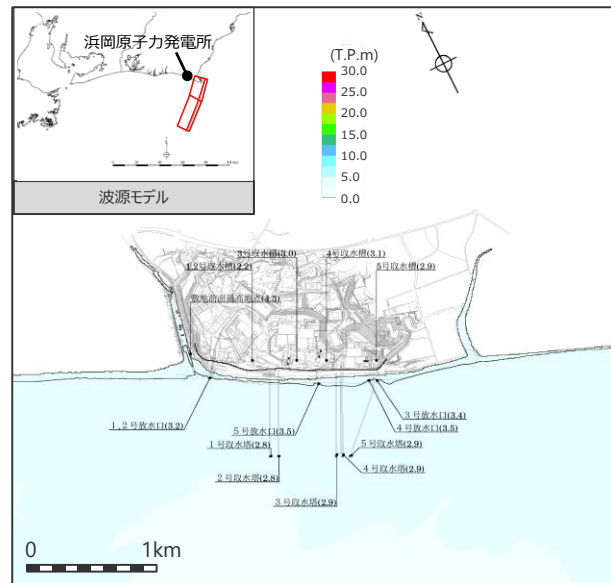 浜岡原子力発電所
波源モデル
(T.P.m)
30.0
25.0
20.0
15.0
10.0
5.0
0.0
N
3号取水槽(3.0)
4号取水槽(3.1)
1,2号取水槽(2.2)
5号取水槽(2.9)
敷地前面最高地点(4.3)
1,2号放水口(3.2)
5号放水口(3.5)
3号放水口(3.4)
4号放水口(3.5)
1号取水塔(2.8)
5号取水塔(2.9)
2号取水塔(2.8)
4号取水塔(2.9)
3号取水塔(2.9)
0 1km